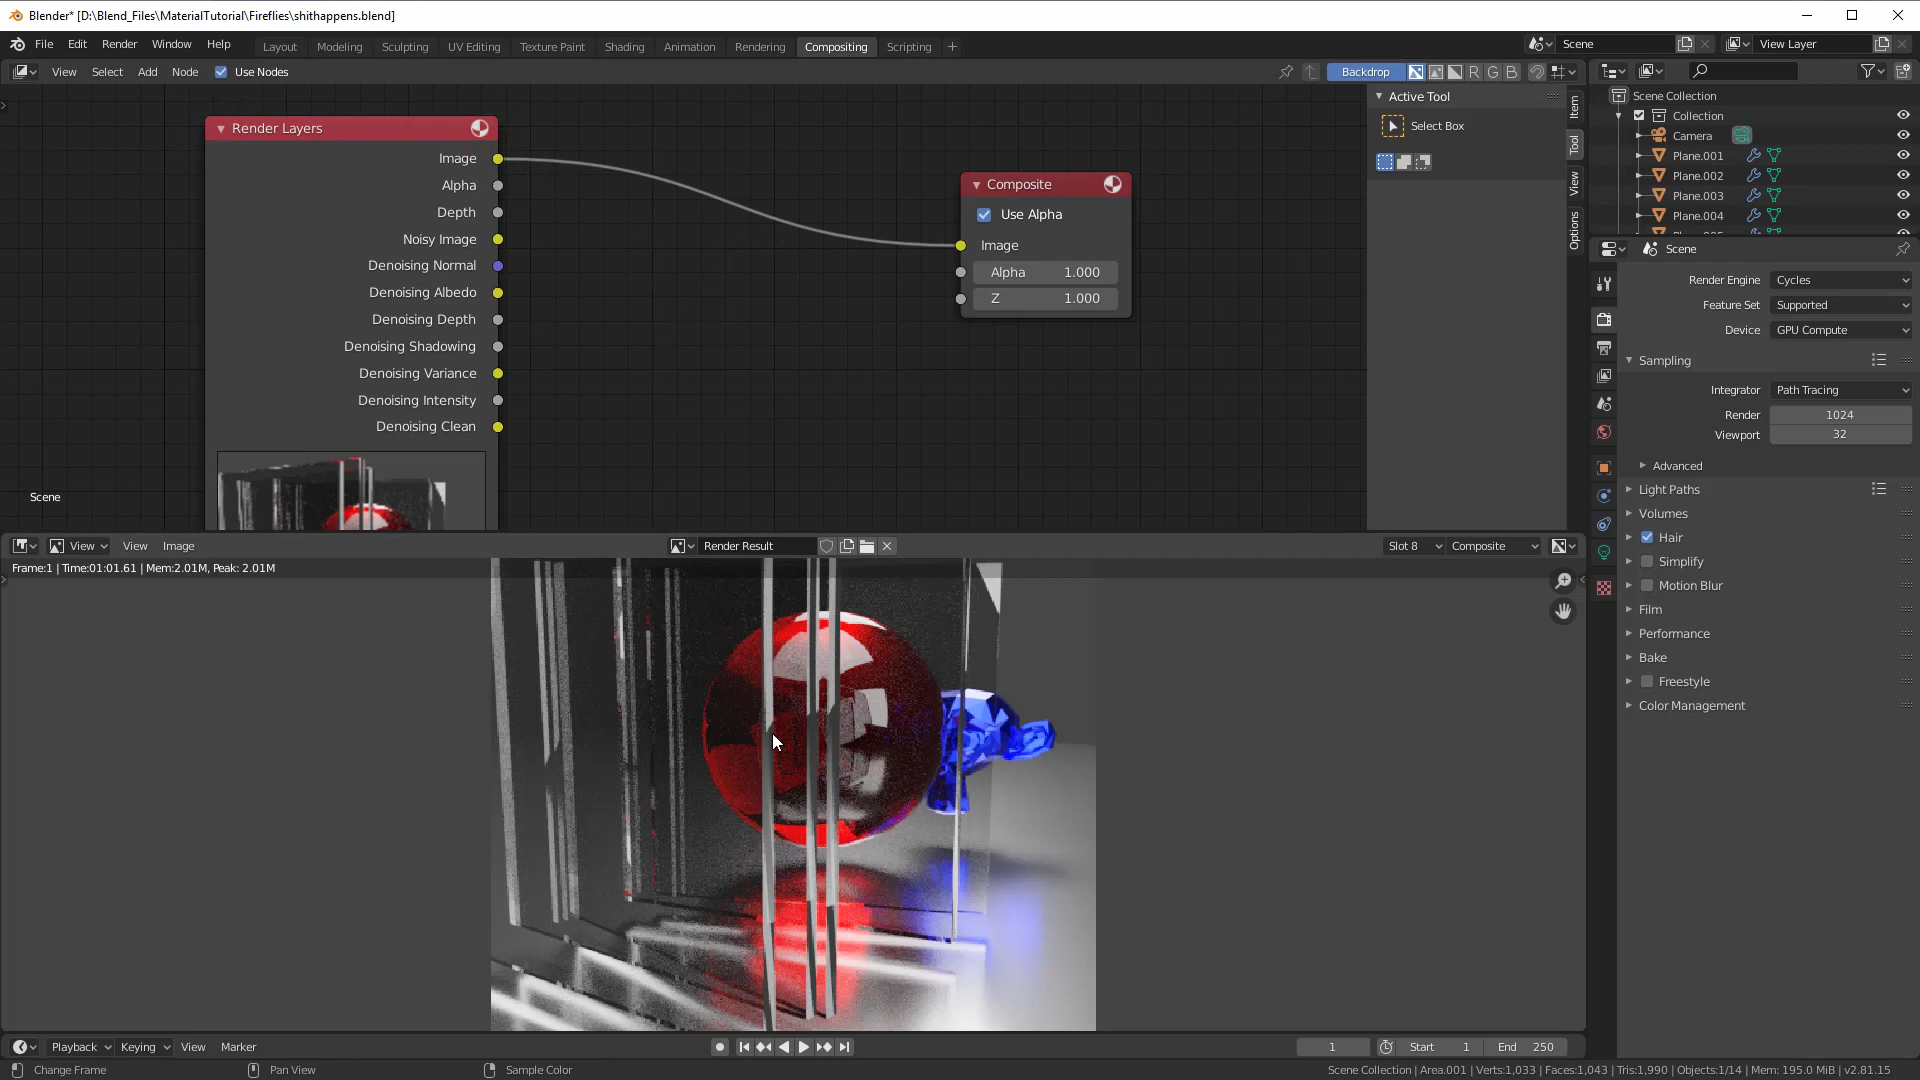 Blender* [D:\Blend_Files\MaterialTutorial\Fireflies\shithappens.blend]
File Edit Render Window Help
Layout Modeling Sculpting UV Editing Texture Paint Shading Animation Rendering Compositing Scripting +
Scene
View Layer
View Select Add Node Use Nodes
Backdrop R G B
Render Layers
Image
Alpha
Depth
Noisy Image
Denoising Normal
Denoising Albedo
Denoising Depth
Denoising Shadowing
Denoising Variance
Denoising Intensity
Denoising Clean
Scene
Composite
Use Alpha
Image
Alpha 1.000
Z 1.000
Active Tool
Select Box
Item
Tool
View
Options
Scene Collection
Collection
Camera
Plane.001
Plane.002
Plane.003
Plane.004
Scene
Render Engine Cycles
Feature Set Supported
Device GPU Compute
Sampling
Integrator Path Tracing
Render 1024
Viewport 32
Advanced
Light Paths
Volumes
Hair
Simplify
Motion Blur
Film
Performance
Bake
Freestyle
Color Management
View View Image
Render Result
Slot 8 Composite
Frame:1 | Time:01:01.61 | Mem:2.01M, Peak: 2.01M
Playback Keying View Marker
1 Start 1 End 250
Change Frame Pan View Sample Color
Scene Collection | Area.001 | Verts:1,033 | Faces:1,043 | Tris:1,990 | Objects:1/14 | Mem: 195.0 MiB | v2.81.15